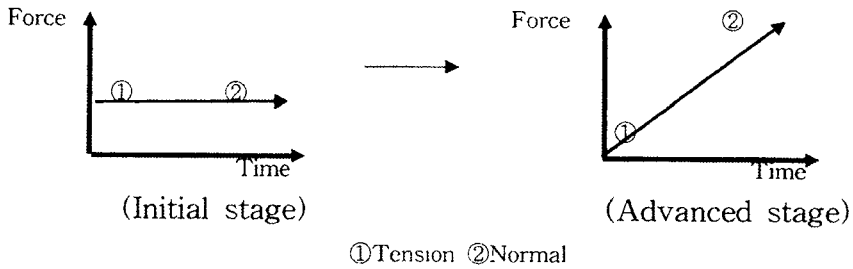 Force
① ②
Time
(Initial stage)
Force
②
①
Time
(Advanced stage)
①Tension ②Normal